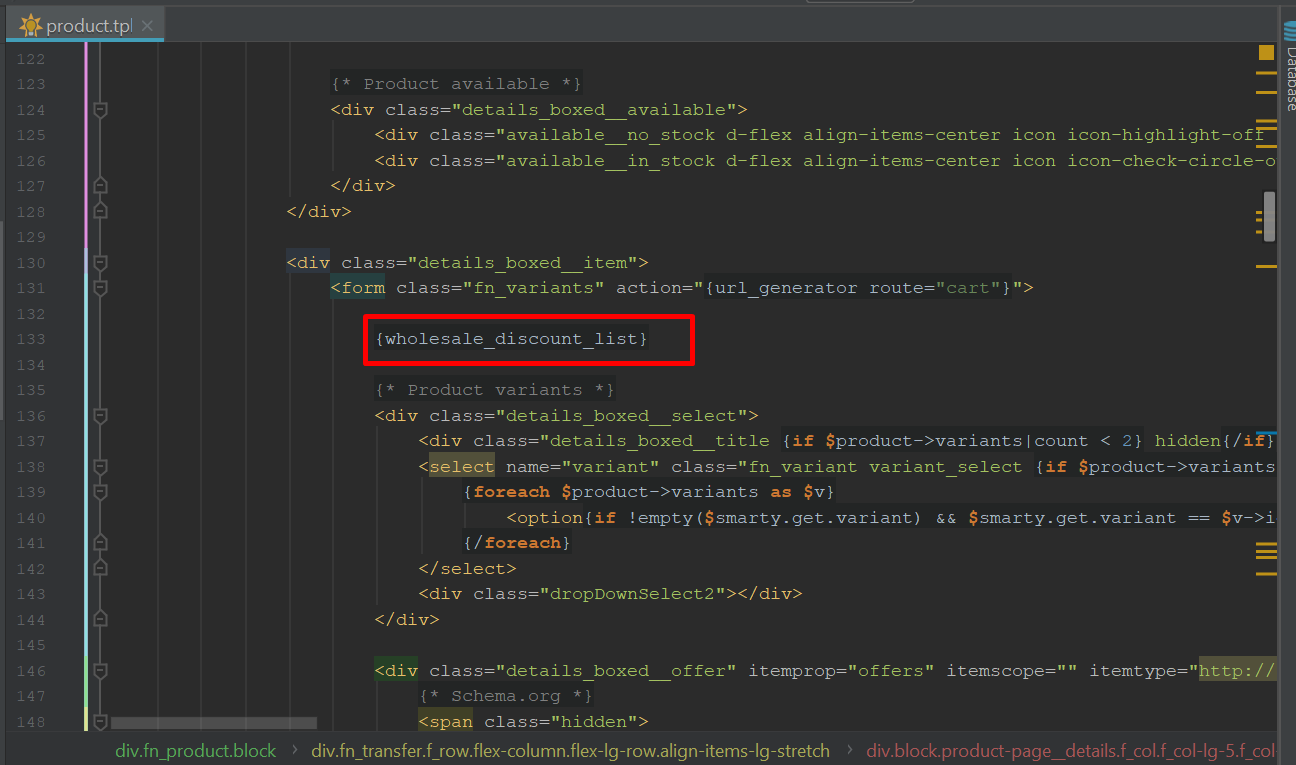 product.tpl
Database
122
123 {* Product available *}
124 <div class="details_boxed__available">
125 <div class="available__no_stock d-flex align-items-center icon icon-highlight-off
126 <div class="available__in_stock d-flex align-items-center icon icon-check-circle-o
127 </div>
128 </div>
129
130 <div class="details_boxed__item">
131 <form class="fn_variants" action="{url_generator route="cart"}">
132
133 {wholesale_discount_list}
134
135 {* Product variants *}
136 <div class="details_boxed__select">
137 <div class="details_boxed__title {if $product->variants|count < 2} hidden{/if}
138 <select name="variant" class="fn_variant variant_select {if $product->variants
139 {foreach $product->variants as $v}
140 <option{if !empty($smarty.get.variant) && $smarty.get.variant == $v->i
141 {/foreach}
142 </select>
143 <div class="dropDownSelect2"></div>
144 </div>
145
146 <div class="details_boxed__offer" itemprop="offers" itemscope="" itemtype="http://
147 {* Schema.org *}
148 <span class="hidden">
div.fn_product.block › div.fn_transfer.f_row.flex-column.flex-lg-row.align-items-lg-stretch › div.block.product-page__details.f_col.f_col-lg-5.f_col-